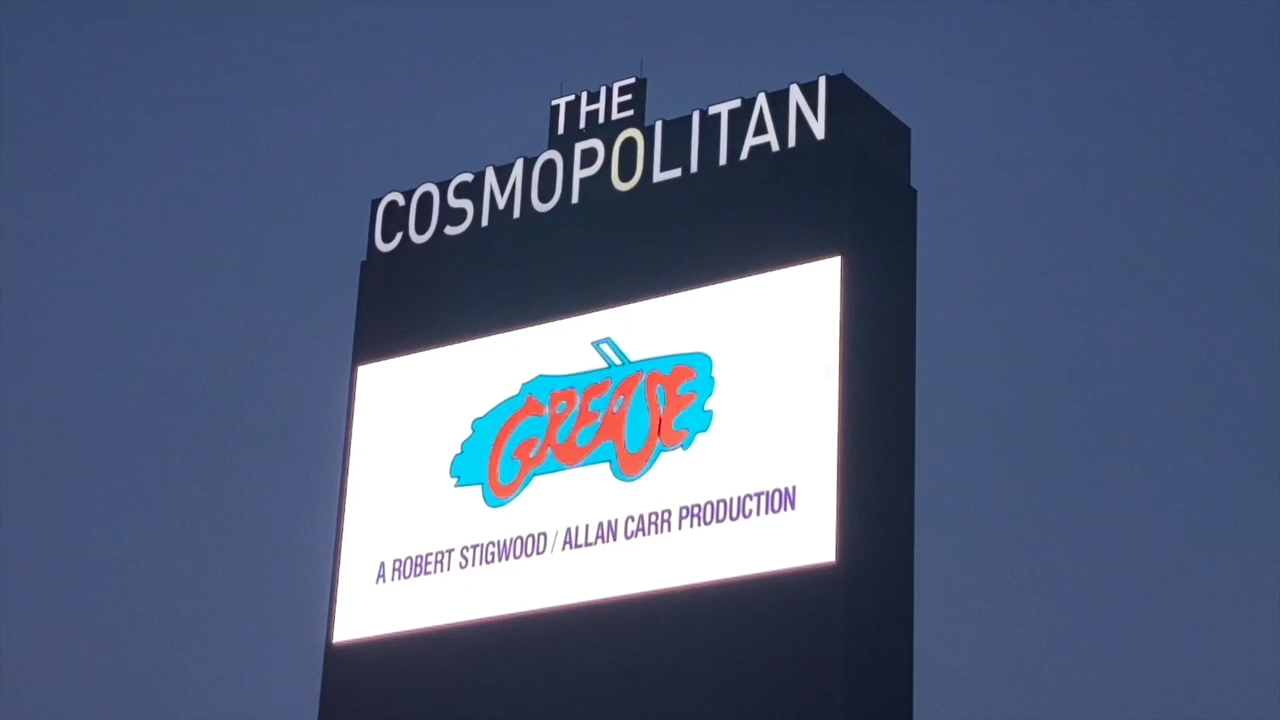 THE
COSMOPOLITAN
GREASE
A ROBERT STIGWOOD / ALLAN CARR PRODUCTION